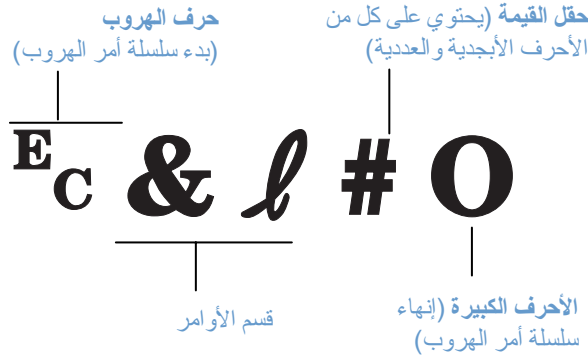 حرف الهروب
(بدء سلسلة أمر الهروب)
حقل القيمة (يحتوي على كل من
الأحرف الأبجدية والعددية)
E
C & ℓ # O
قسم الأوامر
الأحرف الكبيرة (إنهاء
سلسلة أمر الهروب)